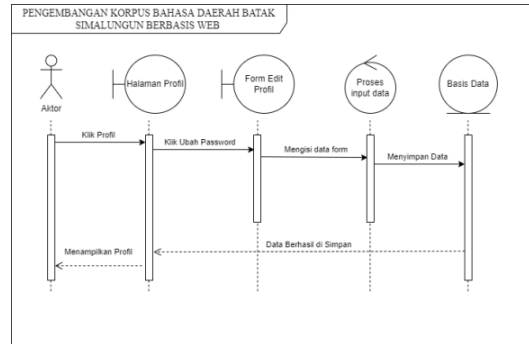 PENGEMBANGAN KORPUS BAHASA DAERAH BATAK
SIMALUNGUN BERBASIS WEB
Aktor
Halaman Profil
Form Edit
Profil
Proses
input data
Basis Data
Klik Profil
Klik Ubah Password
Mengisi data form
Menyimpan Data
Data Berhasil di Simpan
Menampilkan Profil